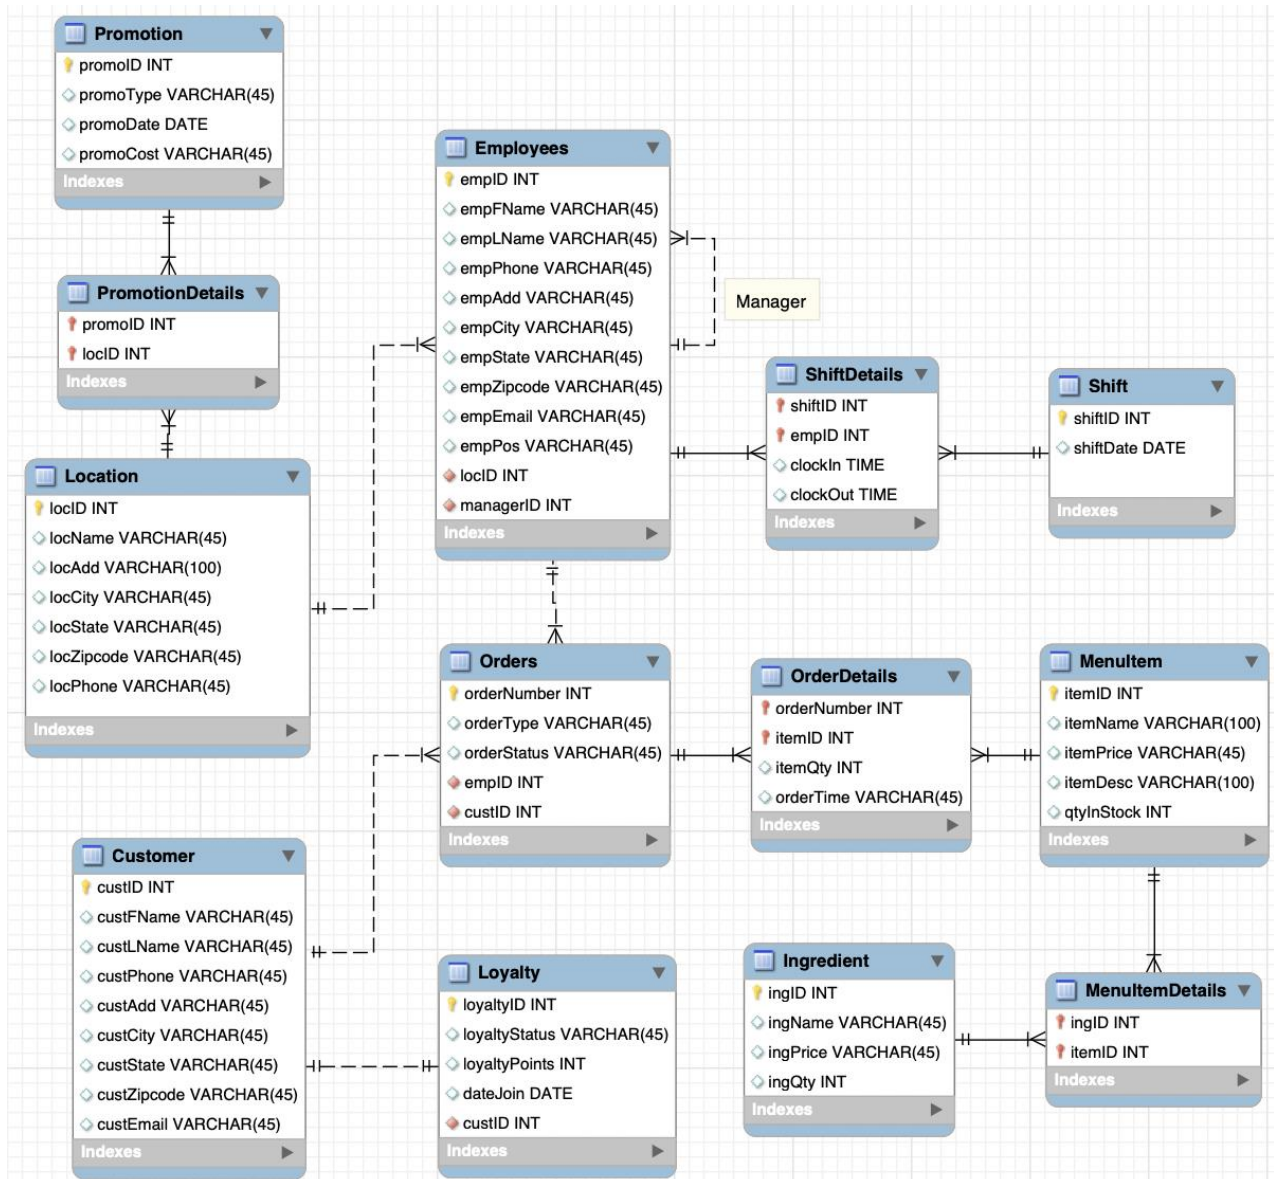 Promotion
promoID INT
promoType VARCHAR(45)
promoDate DATE
promoCost VARCHAR(45)
Indexes
PromotionDetails
promoID INT
locID INT
Indexes
Location
locID INT
locName VARCHAR(45)
locAdd VARCHAR(100)
locCity VARCHAR(45)
locState VARCHAR(45)
locZipcode VARCHAR(45)
locPhone VARCHAR(45)
Indexes
Employees
empID INT
empFName VARCHAR(45)
empLName VARCHAR(45)
empPhone VARCHAR(45)
empAdd VARCHAR(45)
empCity VARCHAR(45)
empState VARCHAR(45)
empZipcode VARCHAR(45)
empEmail VARCHAR(45)
empPos VARCHAR(45)
locID INT
managerID INT
Indexes
Manager
ShiftDetails
shiftID INT
empID INT
clockIn TIME
clockOut TIME
Indexes
Shift
shiftID INT
shiftDate DATE
Indexes
Orders
orderNumber INT
orderType VARCHAR(45)
orderStatus VARCHAR(45)
empID INT
custID INT
Indexes
OrderDetails
orderNumber INT
itemID INT
itemQty INT
orderTime VARCHAR(45)
Indexes
MenuItem
itemID INT
itemName VARCHAR(100)
itemPrice VARCHAR(45)
itemDesc VARCHAR(100)
qtyInStock INT
Indexes
Customer
custID INT
custFName VARCHAR(45)
custLName VARCHAR(45)
custPhone VARCHAR(45)
custAdd VARCHAR(45)
custCity VARCHAR(45)
custState VARCHAR(45)
custZipcode VARCHAR(45)
custEmail VARCHAR(45)
Indexes
Loyalty
loyaltyID INT
loyaltyStatus VARCHAR(45)
loyaltyPoints INT
dateJoin DATE
custID INT
Indexes
Ingredient
ingID INT
ingName VARCHAR(45)
ingPrice VARCHAR(45)
ingQty INT
Indexes
MenuItemDetails
ingID INT
itemID INT
Indexes